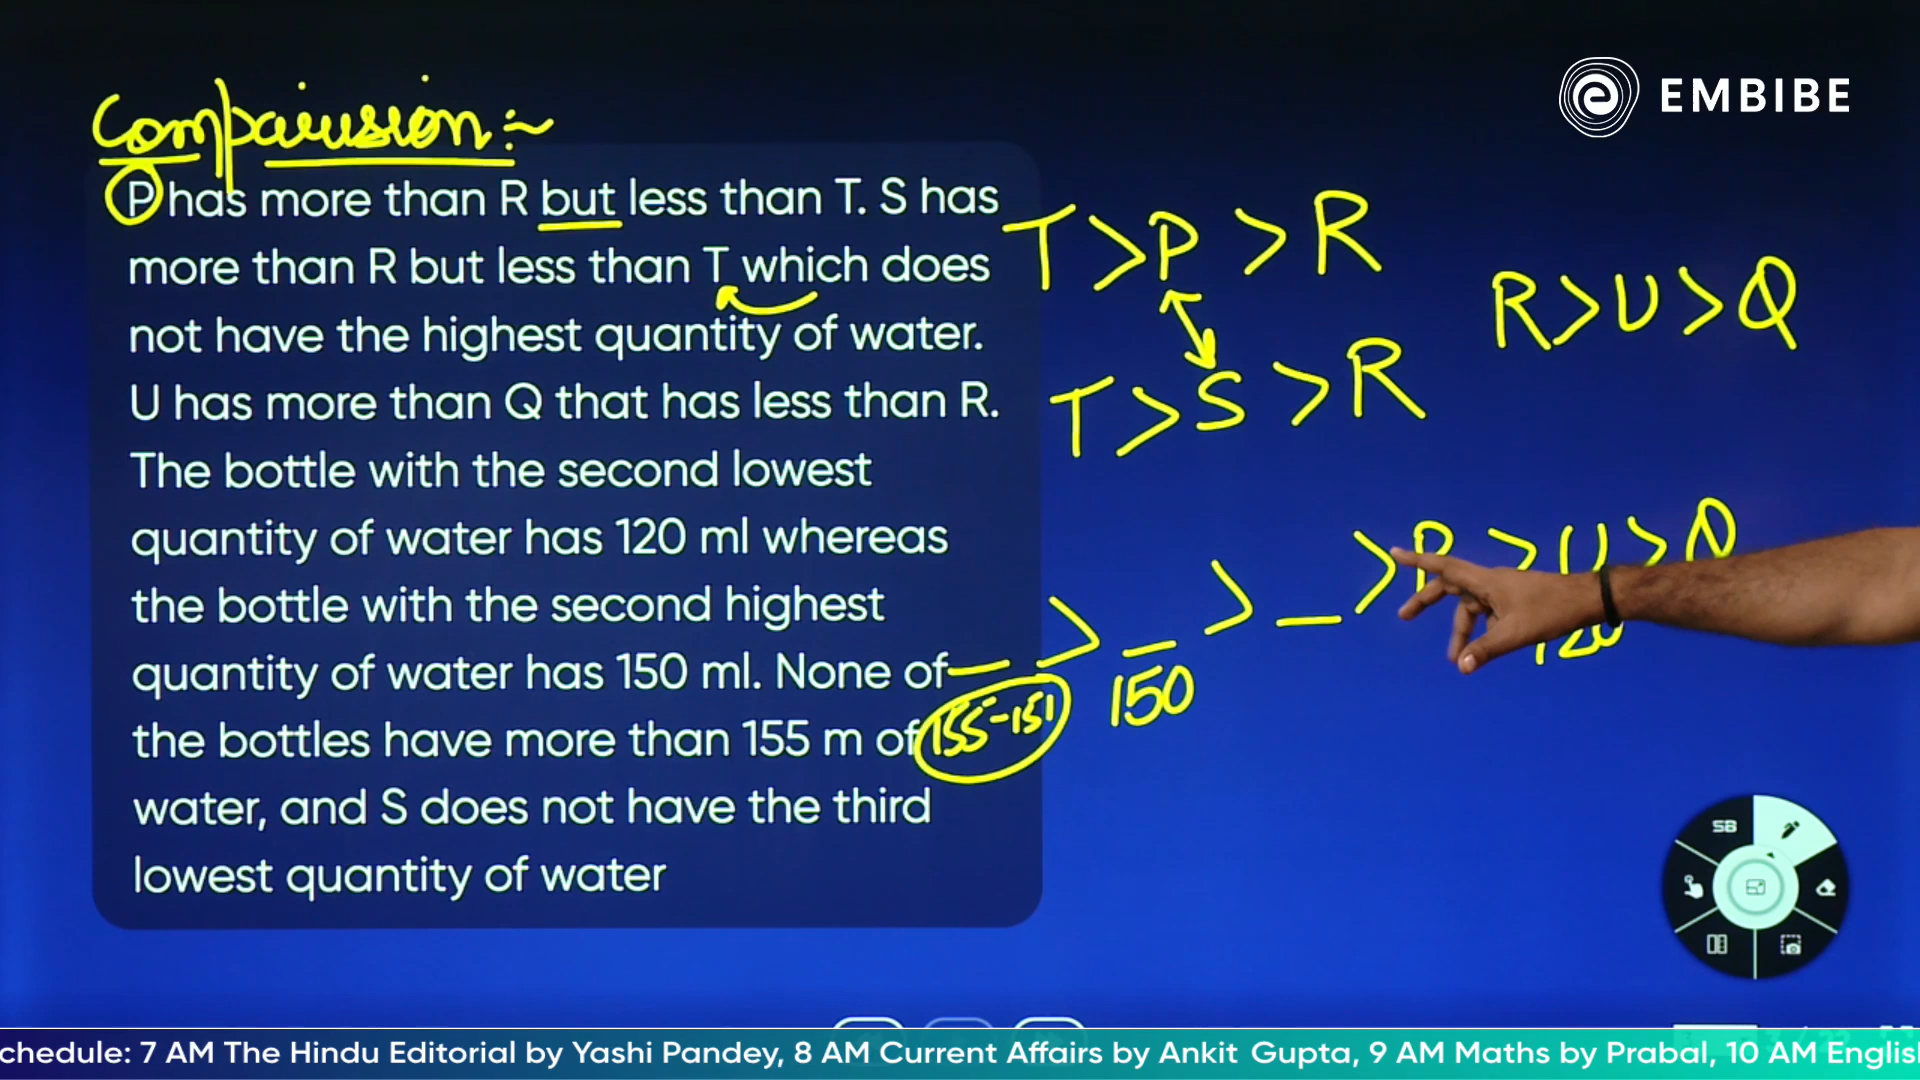 EMBIBE
Compairusion :~
P has more than R but less than T. S has
more than R but less than T which does
not have the highest quantity of water.
U has more than Q that has less than R.
The bottle with the second lowest
quantity of water has 120 ml whereas
the bottle with the second highest
quantity of water has 150 ml. None of
the bottles have more than 155 m of
water, and S does not have the third
lowest quantity of water
T > P > R
T > S > R
R > U > Q
_ > _ > _ > R > U > Q
155-151 150 120
SB
chedule: 7 AM The Hindu Editorial by Yashi Pandey, 8 AM Current Affairs by Ankit Gupta, 9 AM Maths by Prabal, 10 AM English